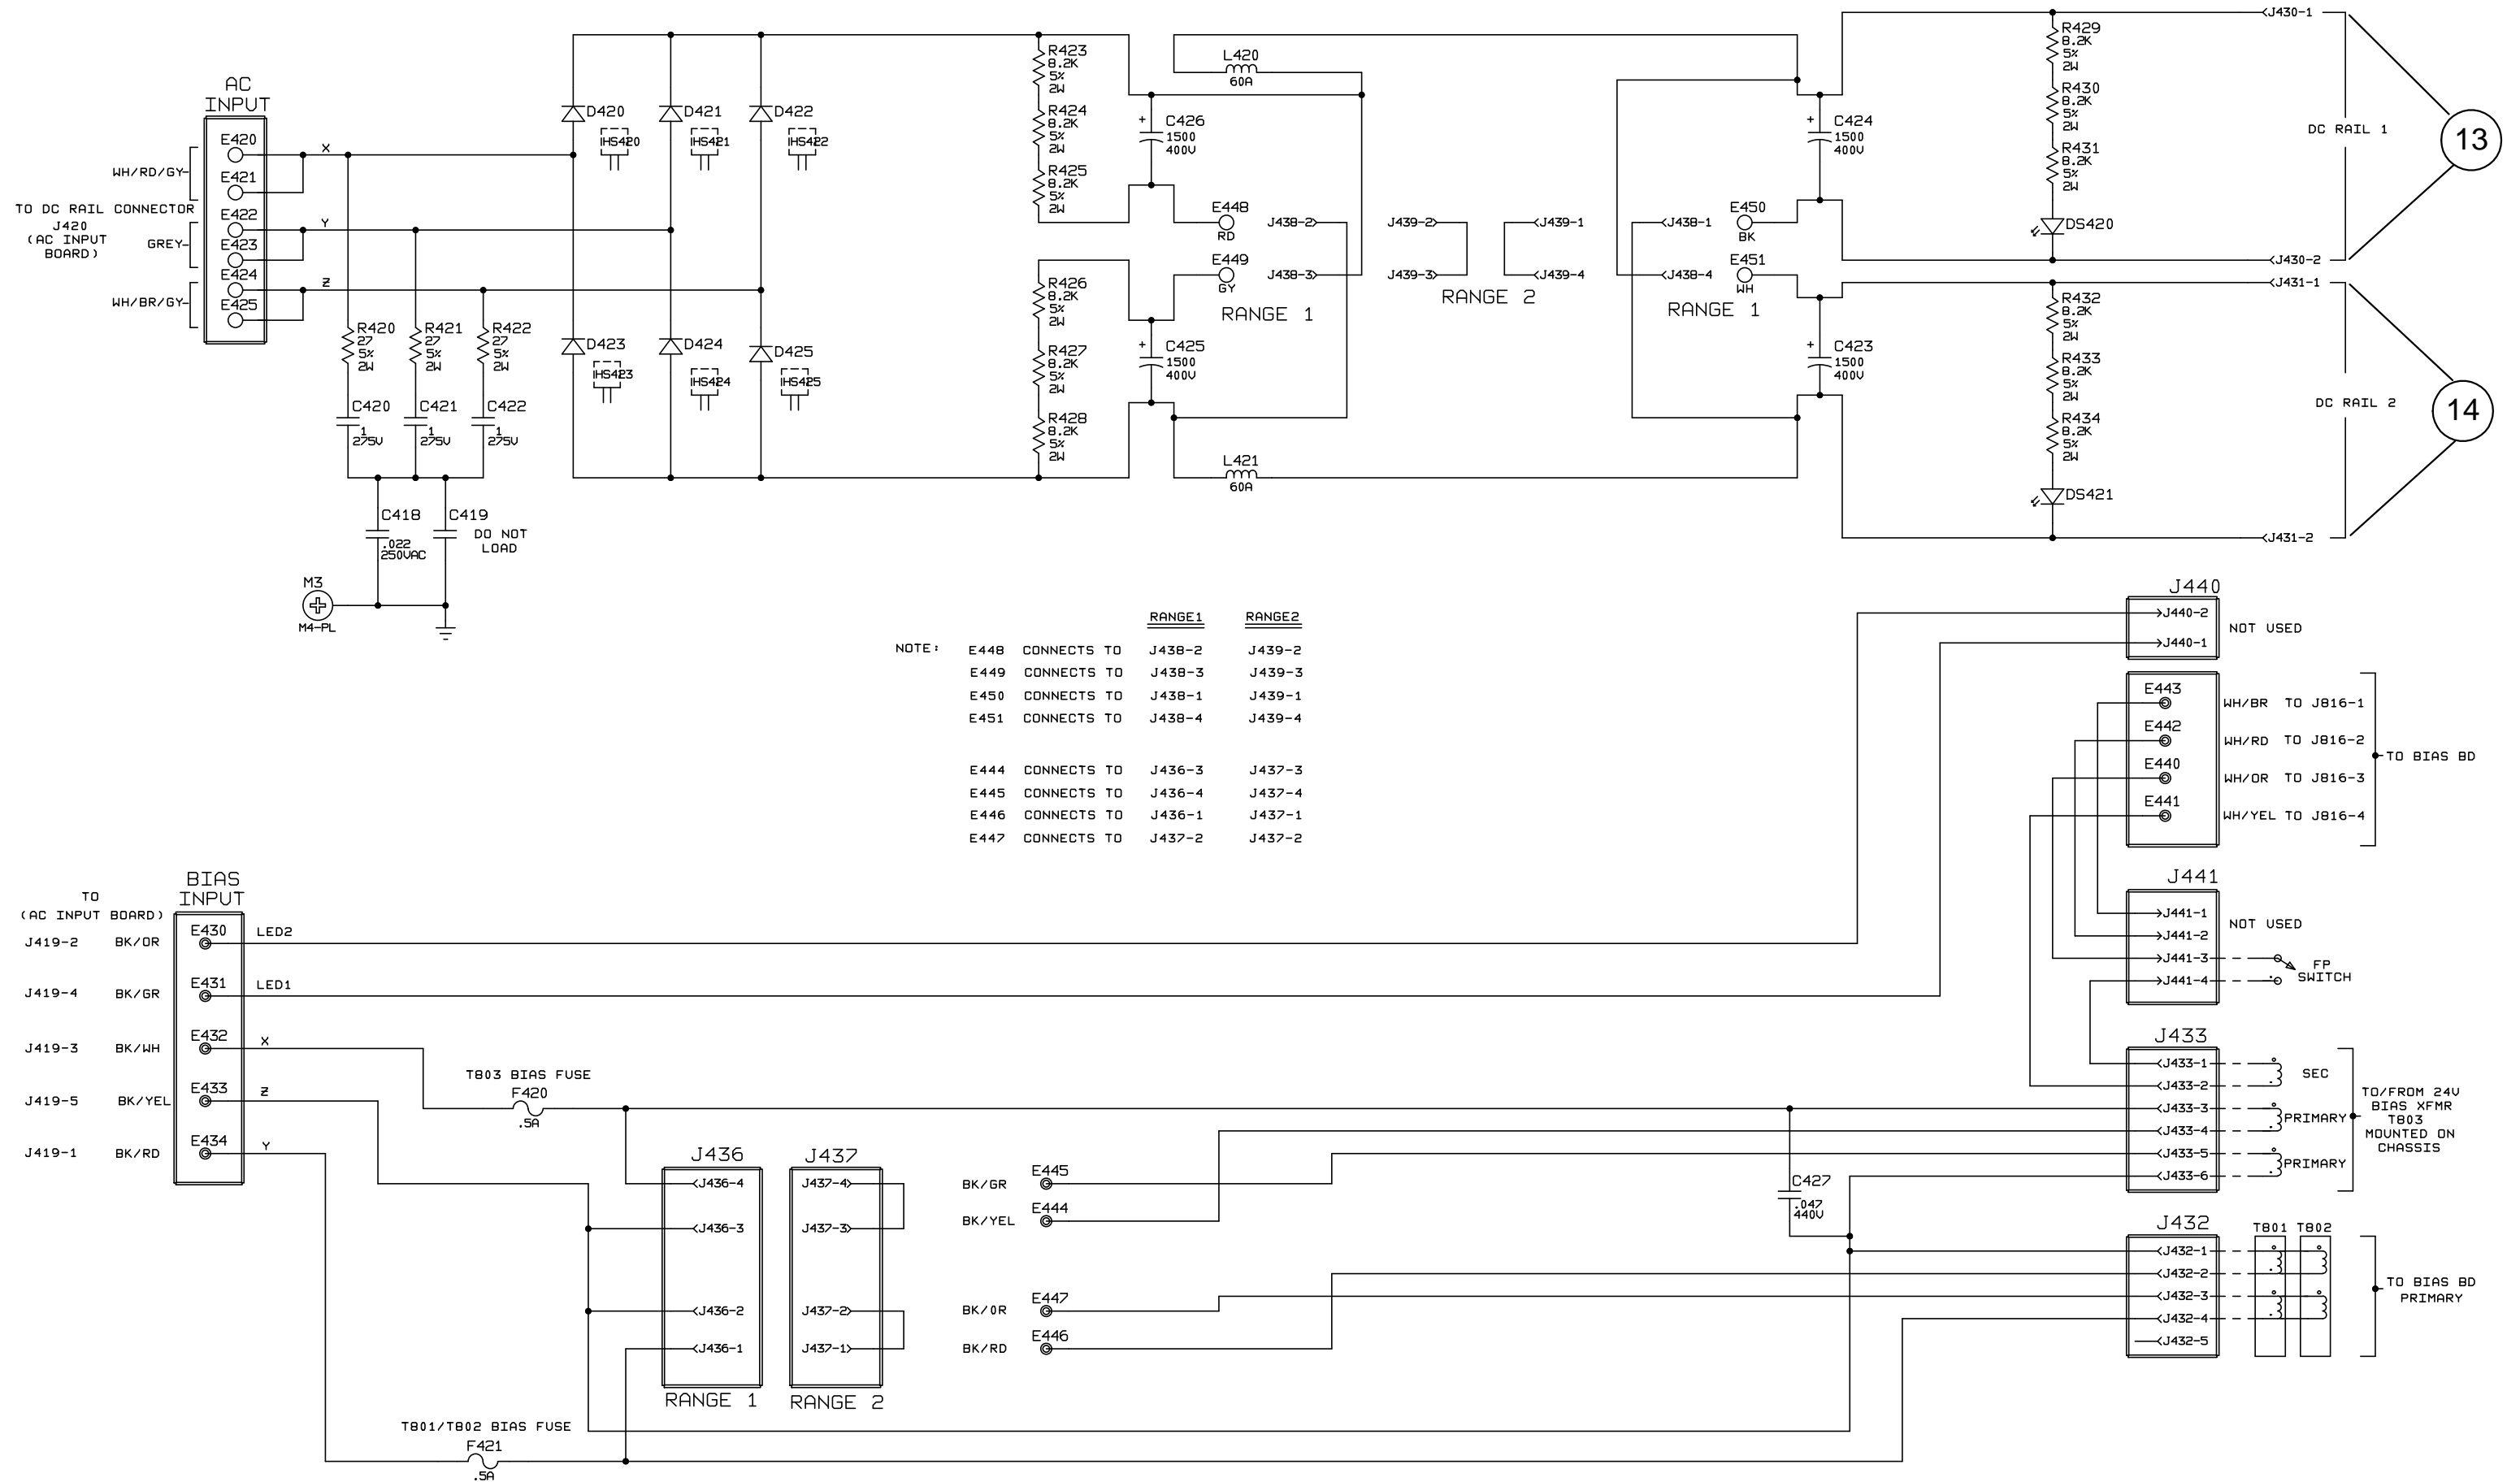 AC
INPUT
E420
E421
E422
E423
E424
E425
WH/RD/GY
TO DC RAIL CONNECTOR
J420
(AC INPUT
BOARD)
GREY
WH/BR/GY
X
Y
Z
R420
27
5%
2W
R421
27
5%
2W
R422
27
5%
2W
C420
1
275V
C421
1
275V
C422
1
275V
C418
.022
250VAC
C419
DO NOT
LOAD
M3
M4-PL
D420
D421
D422
HS420
HS421
HS422
D423
D424
D425
HS423
HS424
HS425
R423
8.2K
5%
2W
R424
8.2K
5%
2W
R425
8.2K
5%
2W
R426
8.2K
5%
2W
R427
8.2K
5%
2W
R428
8.2K
5%
2W
L420
60A
C426
1500
400V
+
E448
RD
E449
GY
J438-2
J438-3
RANGE 1
C425
1500
400V
+
L421
60A
J439-2
J439-3
J439-1
J439-4
RANGE 2
J438-1
J438-4
E450
BK
E451
WH
RANGE 1
C424
1500
400V
+
C423
1500
400V
+
R429
8.2K
5%
2W
R430
8.2K
5%
2W
R431
8.2K
5%
2W
DS420
R432
8.2K
5%
2W
R433
8.2K
5%
2W
R434
8.2K
5%
2W
DS421
J430-1
DC RAIL 1
J430-2
13
J431-1
DC RAIL 2
J431-2
14
RANGE1 RANGE2
NOTE: E448 CONNECTS TO J438-2 J439-2
E449 CONNECTS TO J438-3 J439-3
E450 CONNECTS TO J438-1 J439-1
E451 CONNECTS TO J438-4 J439-4
E444 CONNECTS TO J436-3 J437-3
E445 CONNECTS TO J436-4 J437-4
E446 CONNECTS TO J436-1 J437-1
E447 CONNECTS TO J437-2 J437-2
J440
J440-2
J440-1
NOT USED
E443
WH/BR TO J816-1
E442
WH/RD TO J816-2
E440
WH/OR TO J816-3
E441
WH/YEL TO J816-4
TO BIAS BD
J441
J441-1
J441-2
J441-3
J441-4
NOT USED
FP
SWITCH
J433
J433-1
J433-2
J433-3
J433-4
J433-5
J433-6
SEC
PRIMARY
PRIMARY
TO/FROM 24V
BIAS XFMR
T803
MOUNTED ON
CHASSIS
J432
T801 T802
J432-1
J432-2
J432-3
J432-4
J432-5
TO BIAS BD
PRIMARY
BIAS
INPUT
TO
(AC INPUT BOARD)
J419-2 BK/OR E430 LED2
J419-4 BK/GR E431 LED1
J419-3 BK/WH E432 X
J419-5 BK/YEL E433 Z
J419-1 BK/RD E434 Y
T803 BIAS FUSE
F420
.5A
J436
J436-4
J436-3
J436-2
J436-1
RANGE 1
J437
J437-4
J437-3
J437-2
J437-1
RANGE 2
BK/GR E445
BK/YEL E444
BK/OR E447
BK/RD E446
C427
.047
440V
T801/T802 BIAS FUSE
F421
.5A